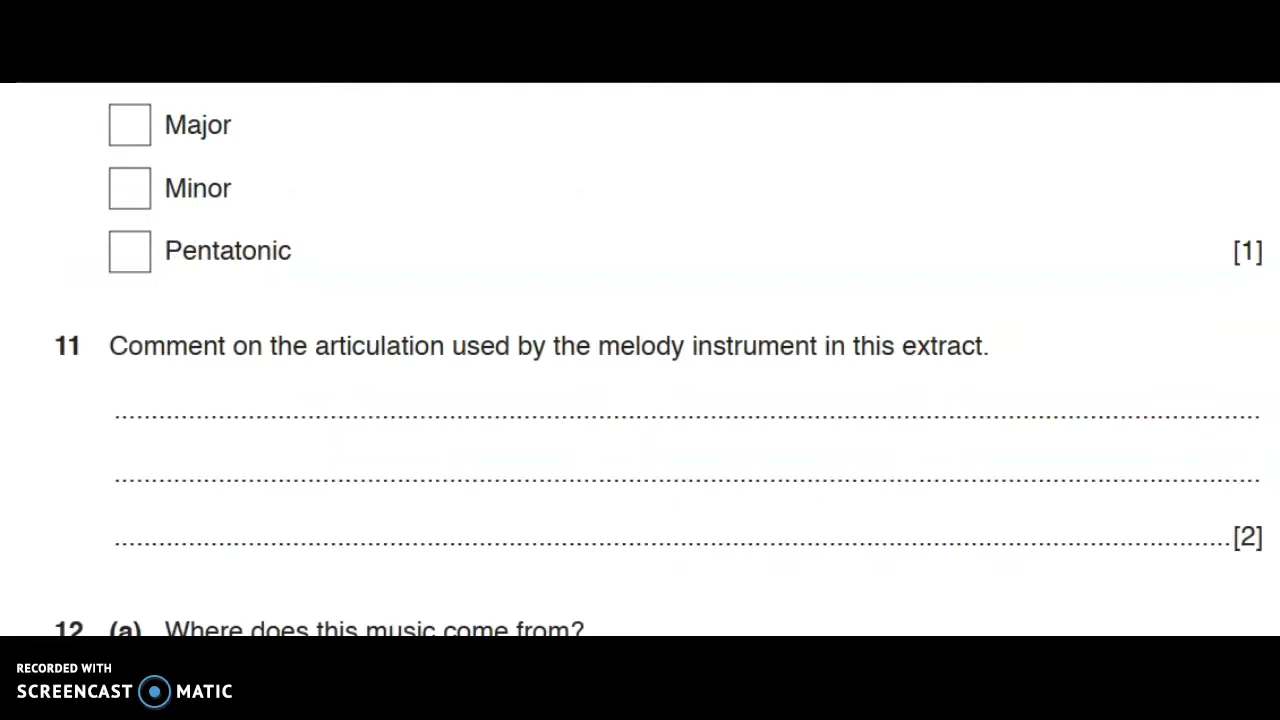 Major
Minor
Pentatonic [1]
11 Comment on the articulation used by the melody instrument in this extract.
................................................................................
................................................................................
................................................................................[2]
12 (a) Where does this music come from?
RECORDED WITH
SCREENCAST MATIC